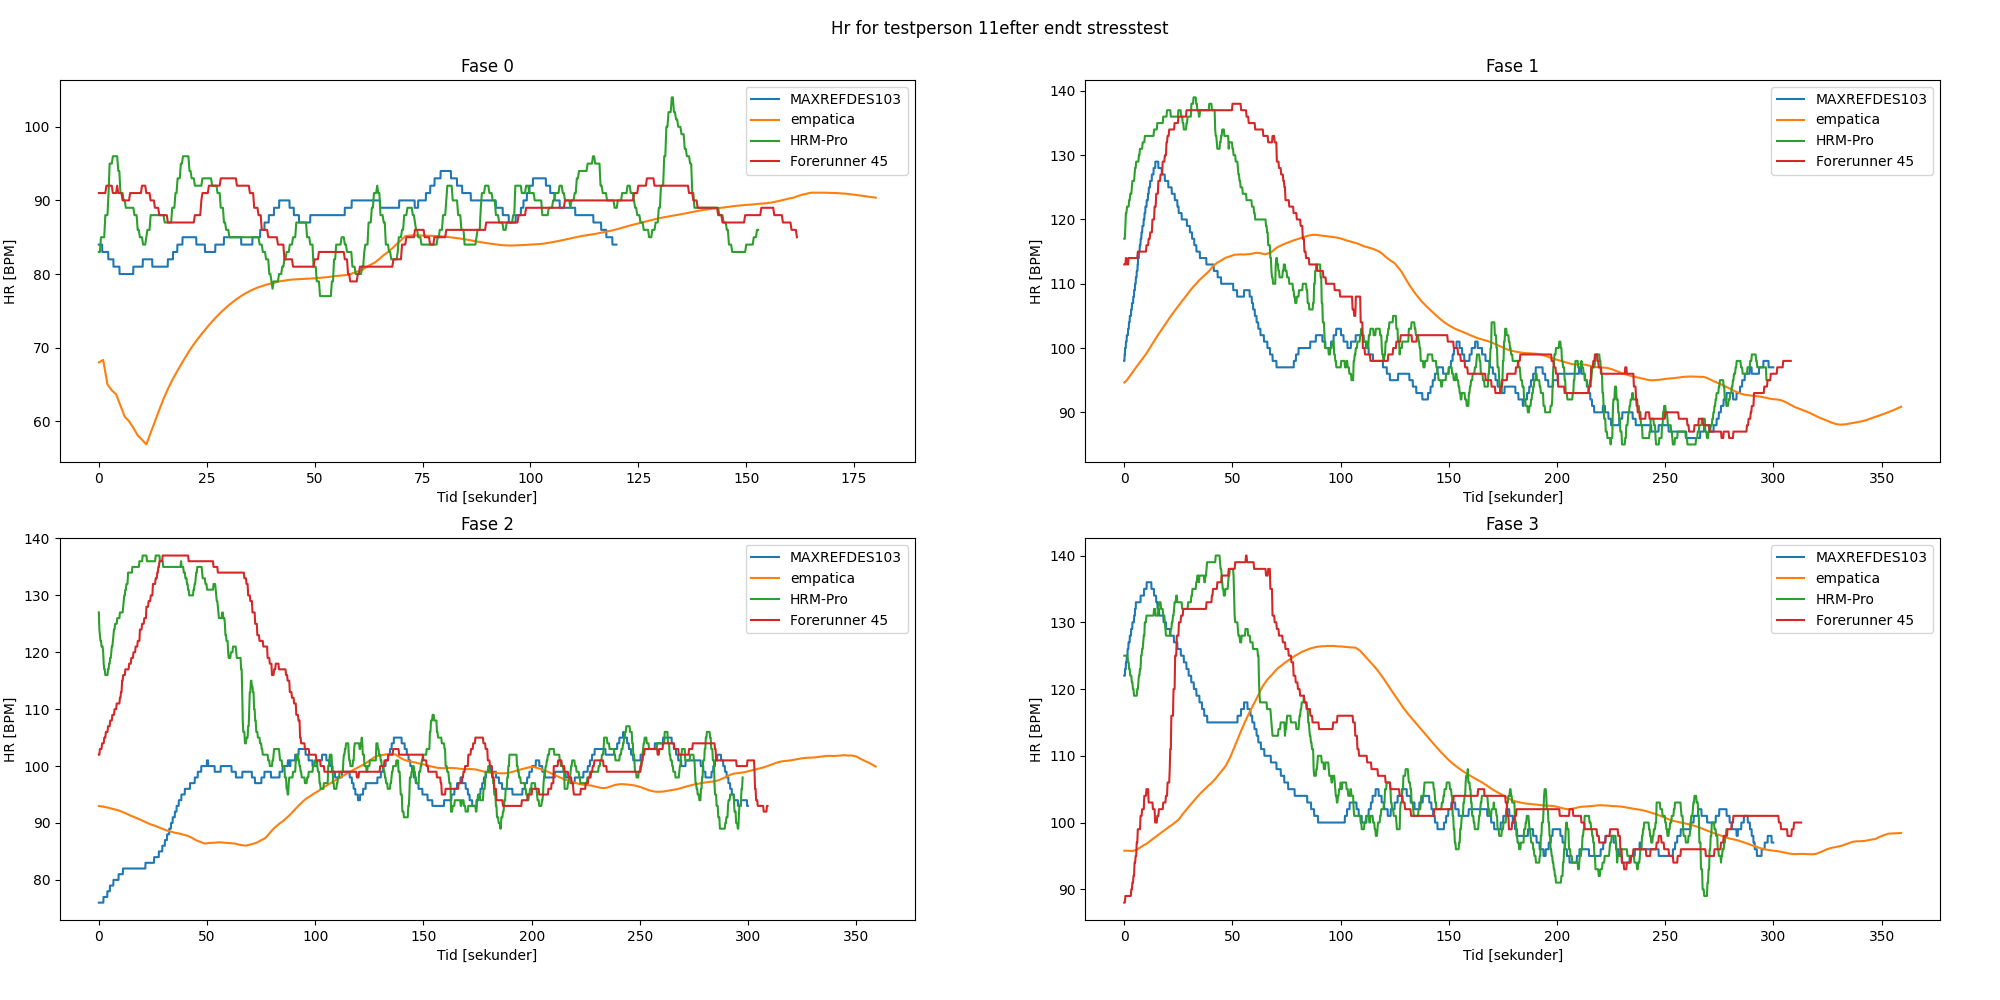 Hr for testperson 11efter endt stresstest
Fase 0
HR [BPM]
100
90
80
70
60
MAXREFDES103
empatica
HRM-Pro
Forerunner 45
0 25 50 75 100 125 150 175
Tid [sekunder]
Fase 1
HR [BPM]
140
130
120
110
100
90
MAXREFDES103
empatica
HRM-Pro
Forerunner 45
0 50 100 150 200 250 300 350
Tid [sekunder]
Fase 2
HR [BPM]
140
130
120
110
100
90
80
MAXREFDES103
empatica
HRM-Pro
Forerunner 45
0 50 100 150 200 250 300 350
Tid [sekunder]
Fase 3
HR [BPM]
140
130
120
110
100
90
MAXREFDES103
empatica
HRM-Pro
Forerunner 45
0 50 100 150 200 250 300 350
Tid [sekunder]